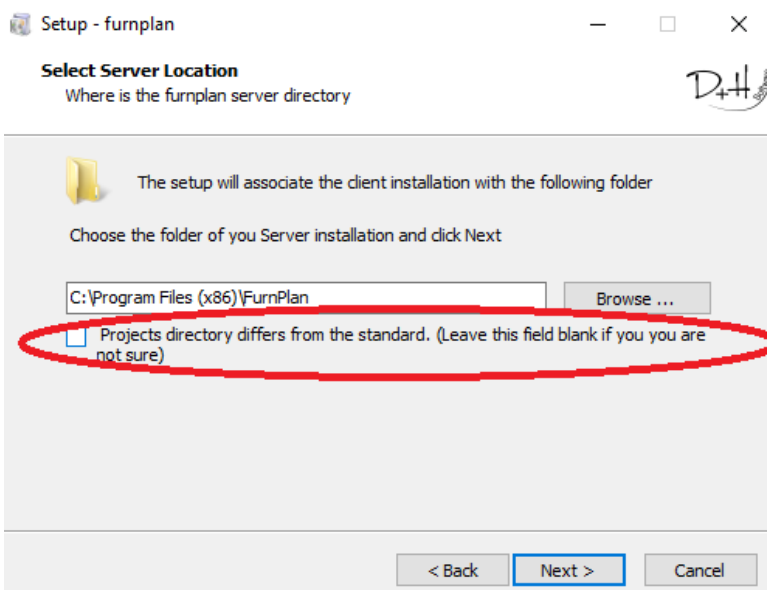 Setup - furnplan
Select Server Location
Where is the furnplan server directory
D+H
The setup will associate the client installation with the following folder
Choose the folder of you Server installation and click Next
C:\Program Files (x86)\FurnPlan
Browse ...
Projects directory differs from the standard. (Leave this field blank if you you are
not sure)
< Back
Next >
Cancel